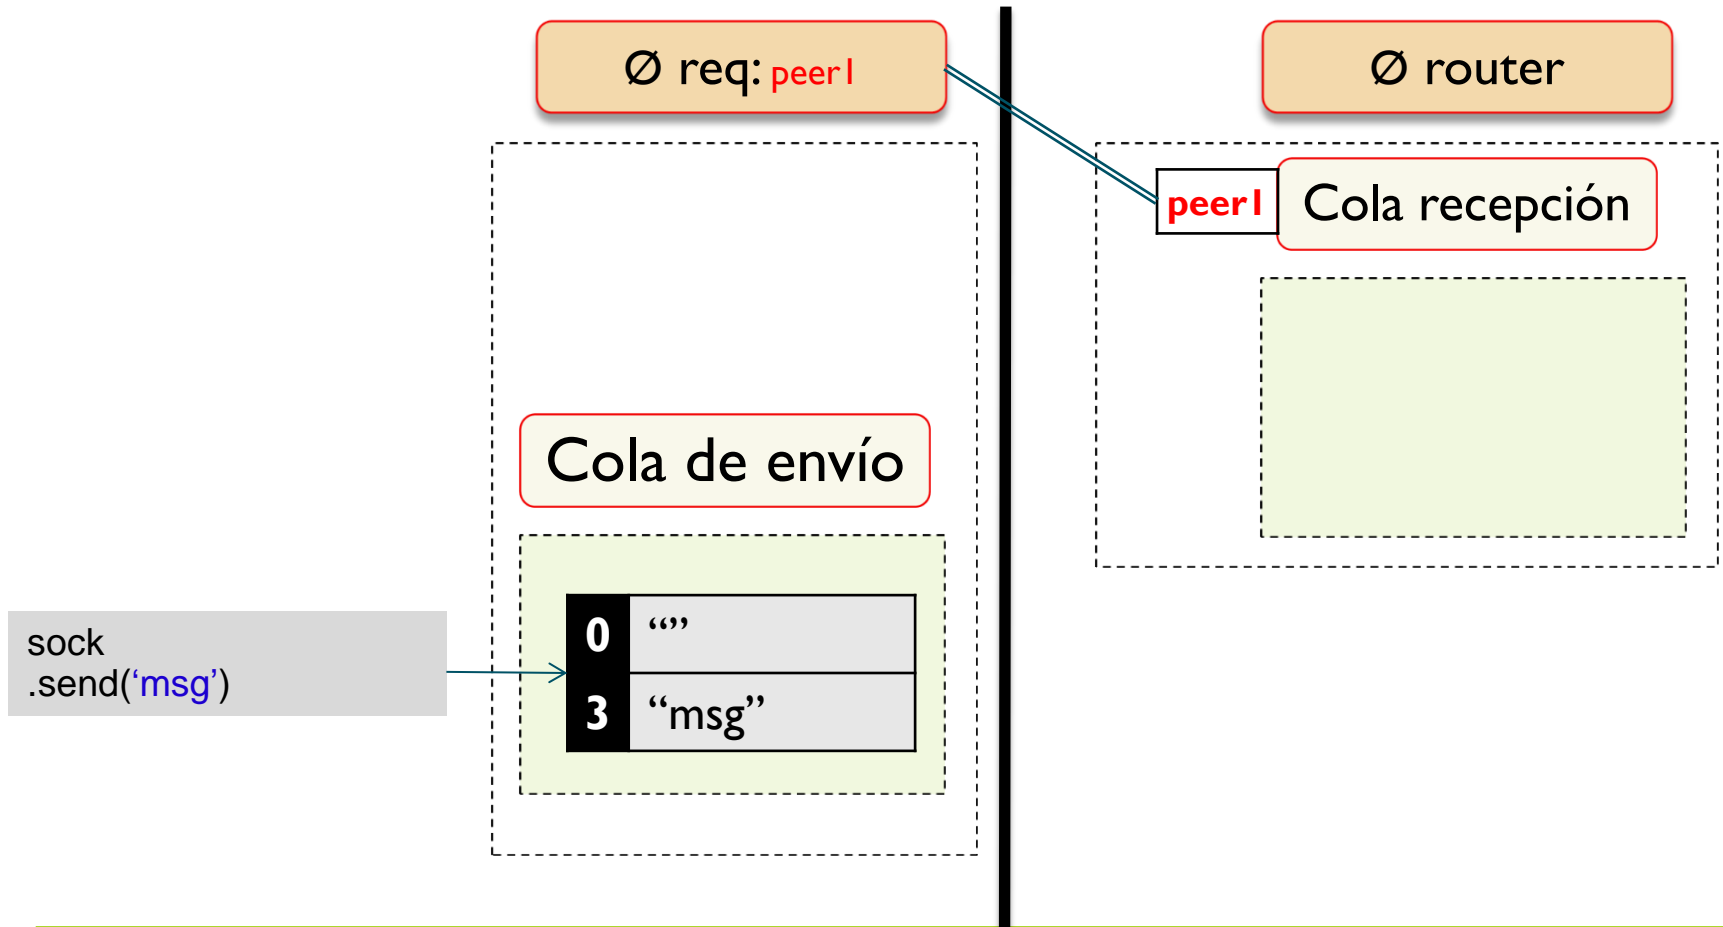 Ø req: peer1
Ø router
peer1
Cola recepción
Cola de envío
0 “”
3 “msg”
sock
.send(‘msg’)